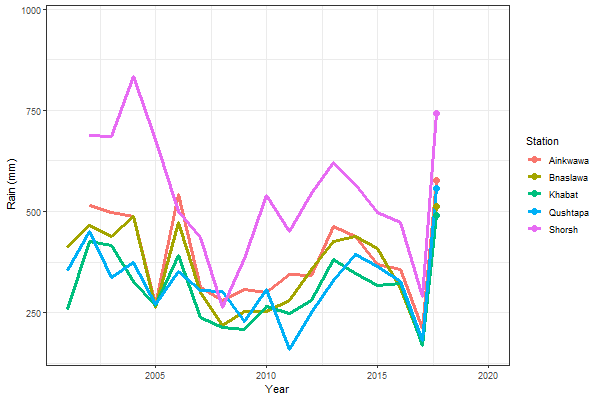 1000
750
500
250
Rain (mm)
2005
2010
2015
2020
Year
Station
Ainkwawa
Bnaslawa
Khabat
Qushtapa
Shorsh